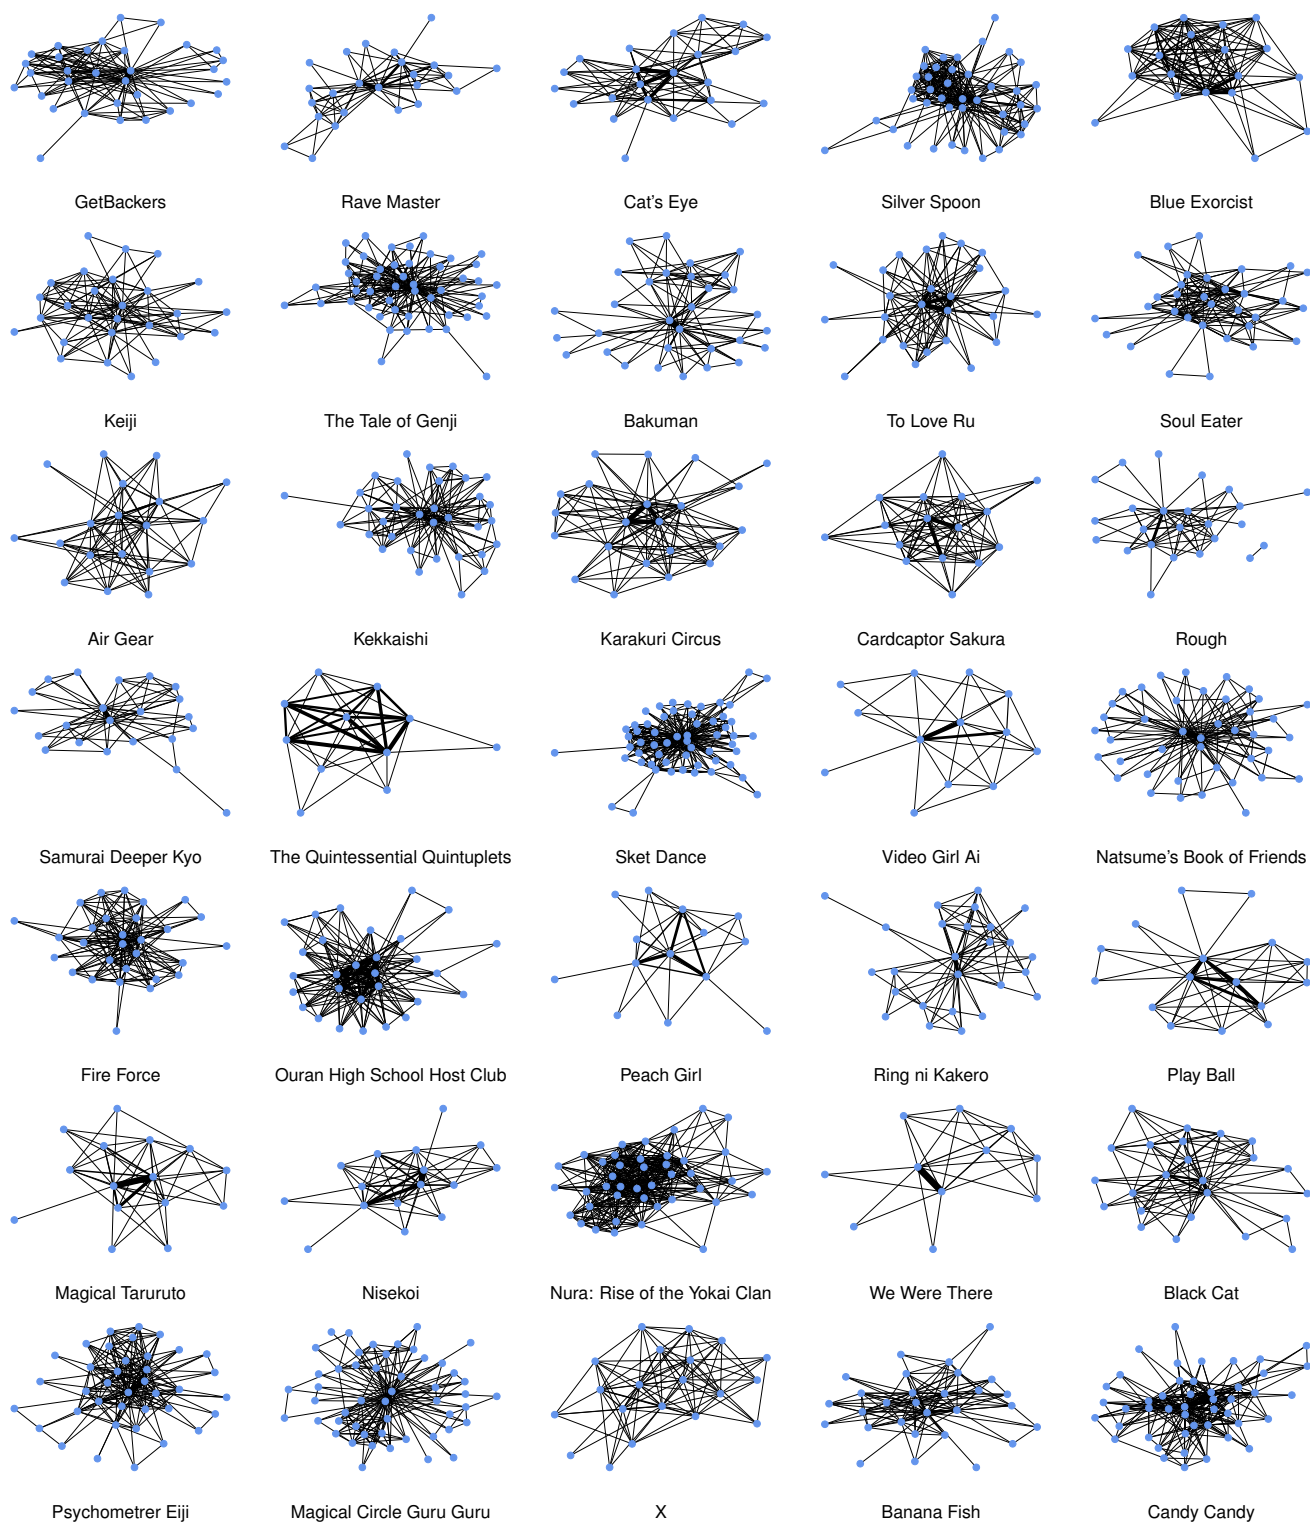 GetBackers Rave Master Cat's Eye Silver Spoon Blue Exorcist
Keiji The Tale of Genji Bakuman To Love Ru Soul Eater
Air Gear Kekkaishi Karakuri Circus Cardcaptor Sakura Rough
Samurai Deeper Kyo The Quintessential Quintuplets Sket Dance Video Girl Ai Natsume's Book of Friends
Fire Force Ouran High School Host Club Peach Girl Ring ni Kakero Play Ball
Magical Taruruto Nisekoi Nura: Rise of the Yokai Clan We Were There Black Cat
Psychometrer Eiji Magical Circle Guru Guru X Banana Fish Candy Candy